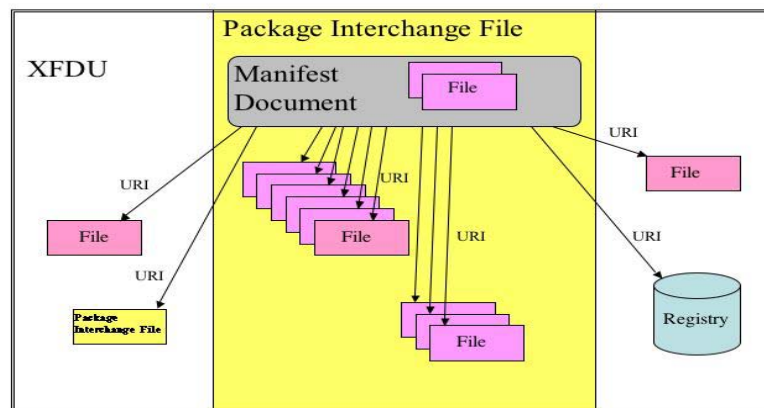 Package Interchange File
XFDU
Manifest
Document
File
URI
File
URI
File
URI
File
URI
URI
File
Package
Interchange File
File
Registry